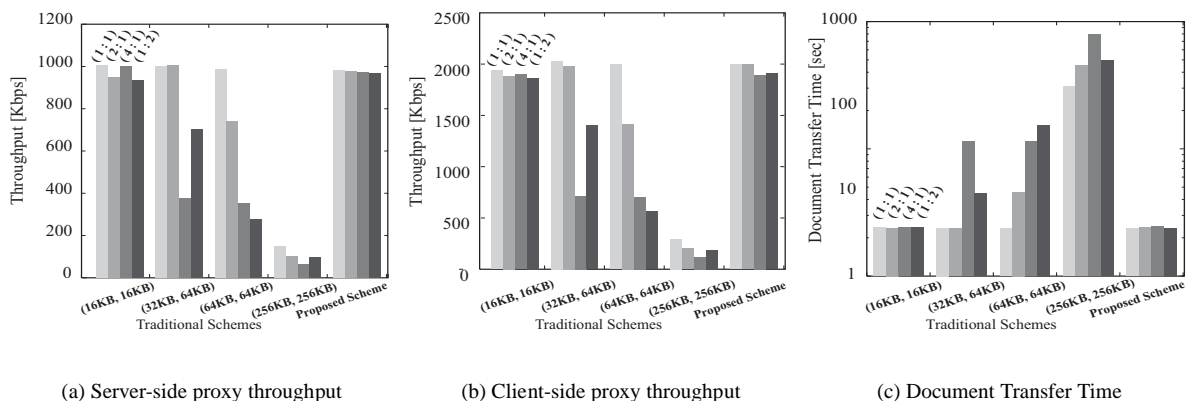 1200
1000
800
600
400
200
0
Throughput [Kbps]
(1 : 1)
(2 : 1)
(4 : 1)
(1 : 2)
(16KB, 16KB)
(32KB, 64KB)
(64KB, 64KB)
(256KB, 256KB)
Proposed Scheme
Traditional Schemes
(a) Server-side proxy throughput
2500
2000
1500
1000
500
0
Throughput [Kbps]
(1 : 1)
(2 : 1)
(4 : 1)
(1 : 2)
(16KB, 16KB)
(32KB, 64KB)
(64KB, 64KB)
(256KB, 256KB)
Proposed Scheme
Traditional Schemes
(b) Client-side proxy throughput
1000
100
10
1
Document Transfer Time [sec]
(1 : 1)
(2 : 1)
(4 : 1)
(1 : 2)
(16KB, 16KB)
(32KB, 64KB)
(64KB, 64KB)
(256KB, 256KB)
Proposed Scheme
Traditional Schemes
(c) Document Transfer Time